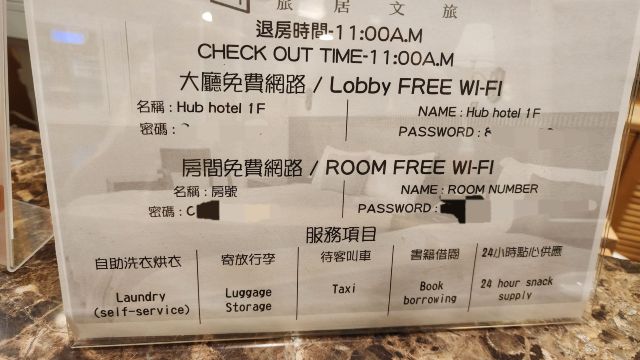 旅居文旅
退房時間-11:00A.M
CHECK OUT TIME-11:00A.M
大廳免費網路 / Lobby FREE WI-FI
名稱 : Hub hotel 1F
NAME : Hub hotel 1F
密碼 :
PASSWORD :
房間免費網路 / ROOM FREE WI-FI
名稱 : 房號
NAME : ROOM NUMBER
密碼 : C
PASSWORD :
服務項目
自助洗衣烘衣
寄放行李
待客叫車
書籍借閱
24小時點心供應
Laundry
(self-service)
Luggage
Storage
Taxi
Book
borrowing
24 hour snack
supply